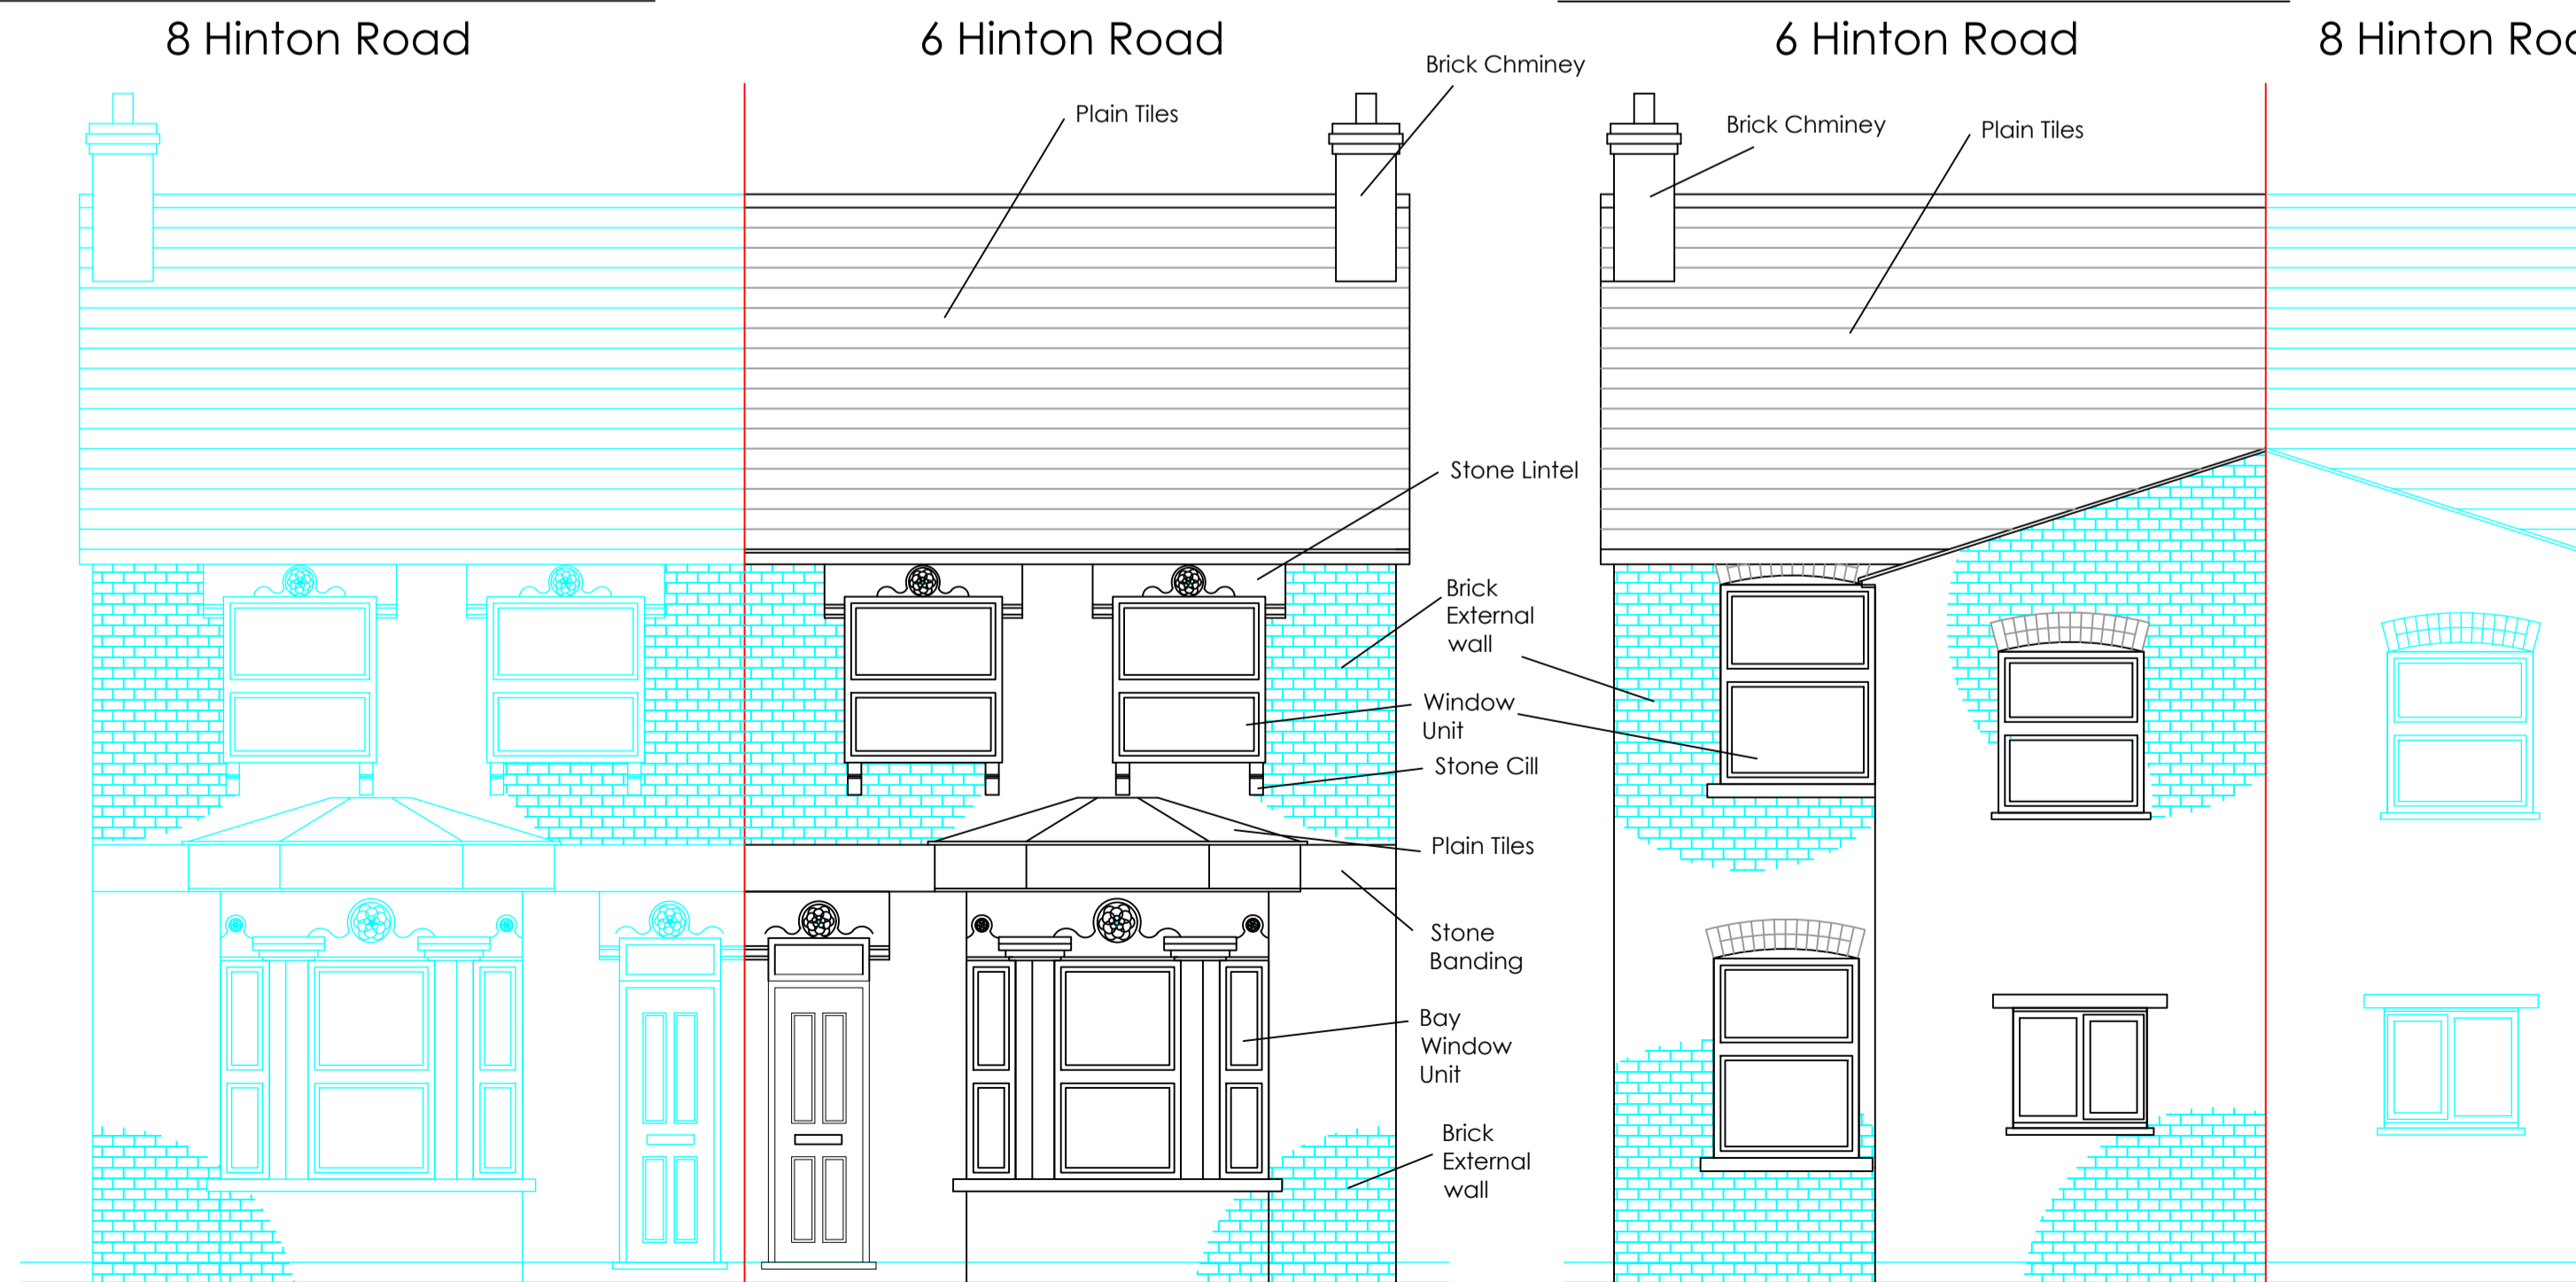 8 Hinton Road
6 Hinton Road
6 Hinton Road
8 Hinton Roa
Brick Chminey
Plain Tiles
Brick Chminey
Plain Tiles
Stone Lintel
Brick
External
wall
Window
Unit
Stone Cill
Plain Tiles
Stone
Banding
Bay
Window
Unit
Brick
External
wall